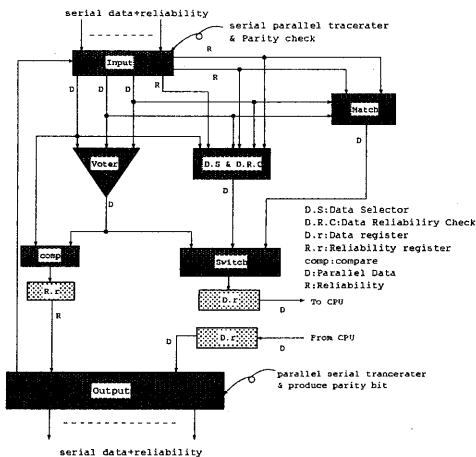 serial data+reliability
serial parallel tracerater
& Parity check
R
Input
R
R
D D D
R
Match
D
Voter
D.S & D.R.C
D
D
D.S:Data Selector
D.R.C:Data Reliabiliry Check
D.r:Data register
R.r:Reliability register
comp:compare
D:Parallel Data
R:Reliability
comp
Switch
R.r
D.r
To CPU
D
R
D
D.r
From CPU
D
Output
parallel serial trancerater
& produce parity bit
serial data+reliability